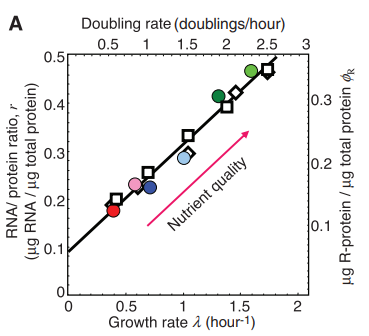 A
Doubling rate (doublings/hour)
0.5 1 1.5 2 2.5 3
RNA/ protein ratio, r
(μg RNA / μg total protein)
0.5
0.4
0.3
0.2
0.1
0
0.3
0.2
0.1
μg R-protein / μg total protein ϕR
Nutrient quality
0 0.5 1 1.5 2
Growth rate λ (hour-1)